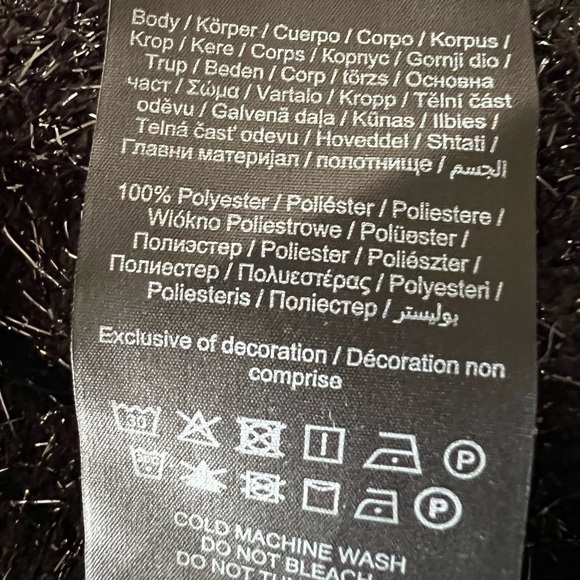 Body / Körper / Cuerpo / Corpo / Korpus /
Krop / Kere / Corps / Корпус / Gornji dio /
Trup / Beden / Corp / törzs / Основна
част / Σώμα / Vartalo / Kropp / Tělní část
oděvu / Galvenā daļa / Kūnas / Ilbies /
Telná časť odevu / Hoveddel / Shtati /
Главни материјал / полотнище / الجسم
100% Polyester / Poliéster / Poliestere /
Wlókno Poliestrowe / Polüester /
Полиэстер / Poliester / Poliészter /
Полиестер / Πολυεστέρας / Polyesteri /
Poliesteris / Поліестер / بوليستر
Exclusive of decoration / Décoration non
comprise
30
P
P
COLD MACHINE WASH
DO NOT BLEACH
DO NOT